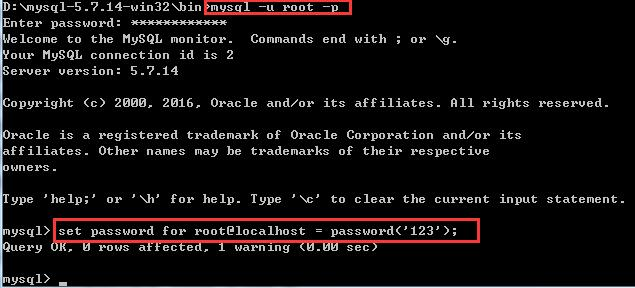 D:\mysql-5.7.14-win32\bin>mysql -u root -p
Enter password: ************
Welcome to the MySQL monitor.  Commands end with ; or \g.
Your MySQL connection id is 2
Server version: 5.7.14
Copyright (c) 2000, 2016, Oracle and/or its affiliates. All rights reserved.
Oracle is a registered trademark of Oracle Corporation and/or its
affiliates. Other names may be trademarks of their respective
owners.
Type 'help;' or '\h' for help. Type '\c' to clear the current input statement.
mysql> set password for root@localhost = password('123');
Query OK, 0 rows affected, 1 warning (0.00 sec)
mysql> _